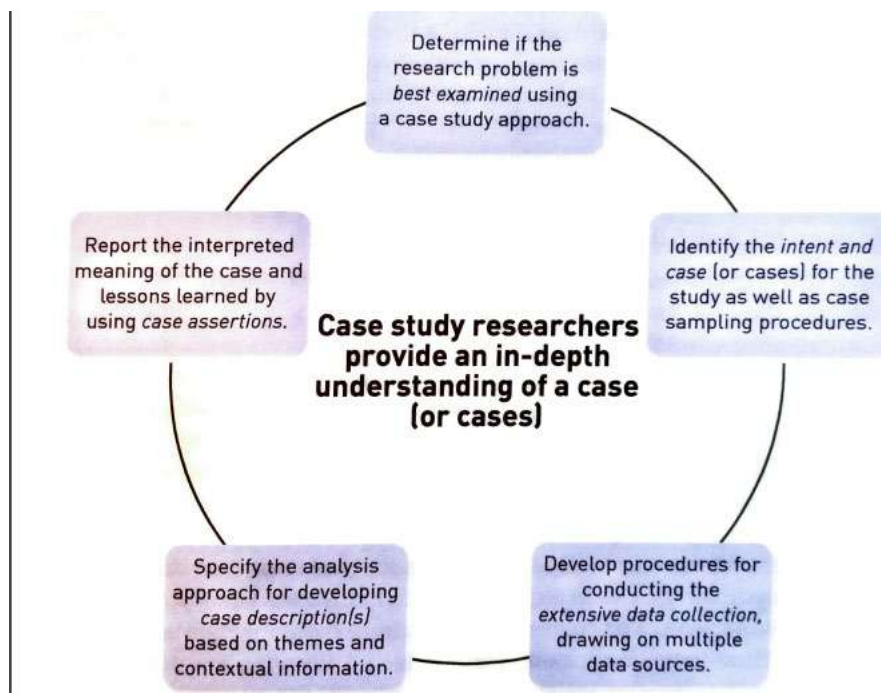 Determine if the
research problem is
best examined using
a case study approach.
Identify the intent and
case (or cases) for the
study as well as case
sampling procedures.
Develop procedures for
conducting the
extensive data collection,
drawing on multiple
data sources.
Specify the analysis
approach for developing
case description(s)
based on themes and
contextual information.
Report the interpreted
meaning of the case and
lessons learned by
using case assertions.
Case study researchers
provide an in-depth
understanding of a case
(or cases)